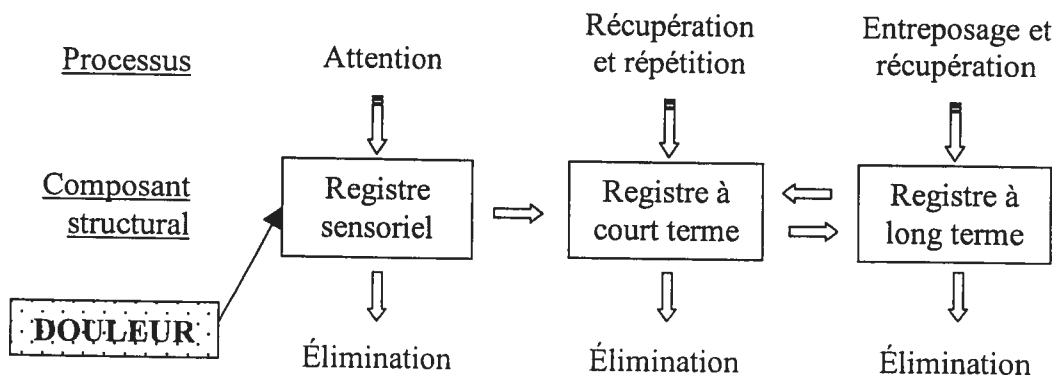 Processus
Attention
Récupération
et répétition
Entreposage et
récupération
Composant
structural
Registre
sensoriel
Registre à
court terme
Registre à
long terme
DOULEUR
Élimination
Élimination
Élimination